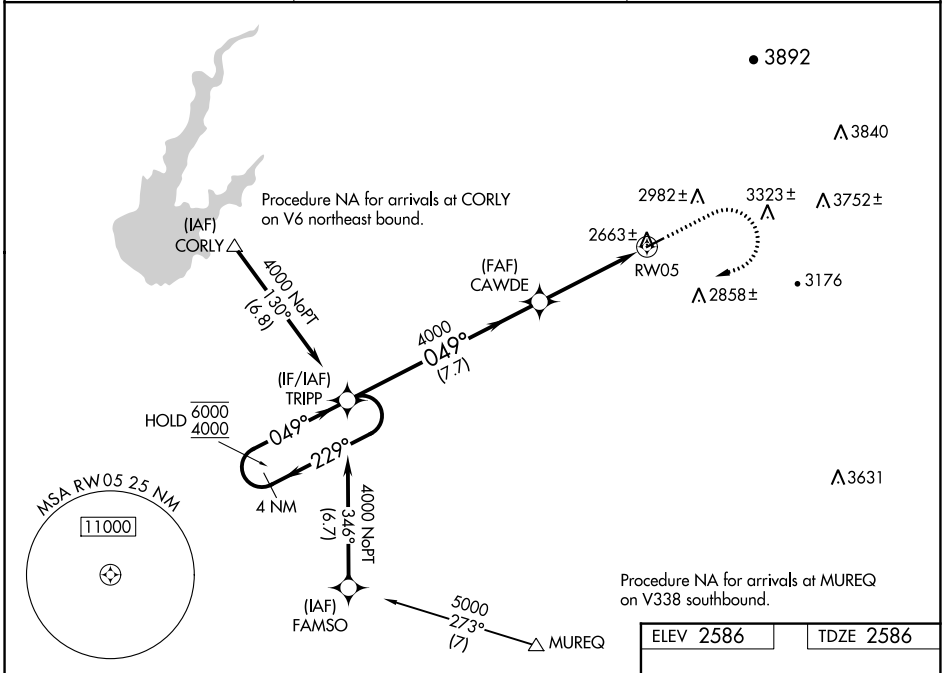 3892
3840
Procedure NA for arrivals at CORLY
on V6 northeast bound.
2982±
3323±
3752±
(IAF)
CORLY
2663±
RW05
(FAF)
CAWDE
3176
2858±
4000 NoPT
130°
(6.8)
4000
049°
(7.7)
(IF/IAF)
TRIPP
HOLD 6000
4000
049°
229°
4 NM
3631
MSA RW05 25 NM
11000
4000 NoPT
346°
(6.7)
(IAF)
FAMSO
5000
273°
(7)
MUREQ
Procedure NA for arrivals at MUREQ
on V338 southbound.
ELEV 2586
TDZE 2586